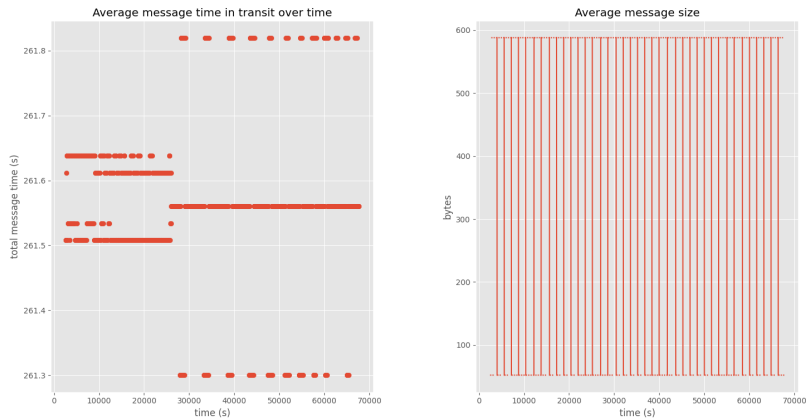 Average message time in transit over time
261.8
261.7
261.6
261.5
261.4
261.3
total message time (s)
0 10000 20000 30000 40000 50000 60000 70000
time (s)
Average message size
600
500
400
300
200
100
bytes
0 10000 20000 30000 40000 50000 60000 70000
time (s)